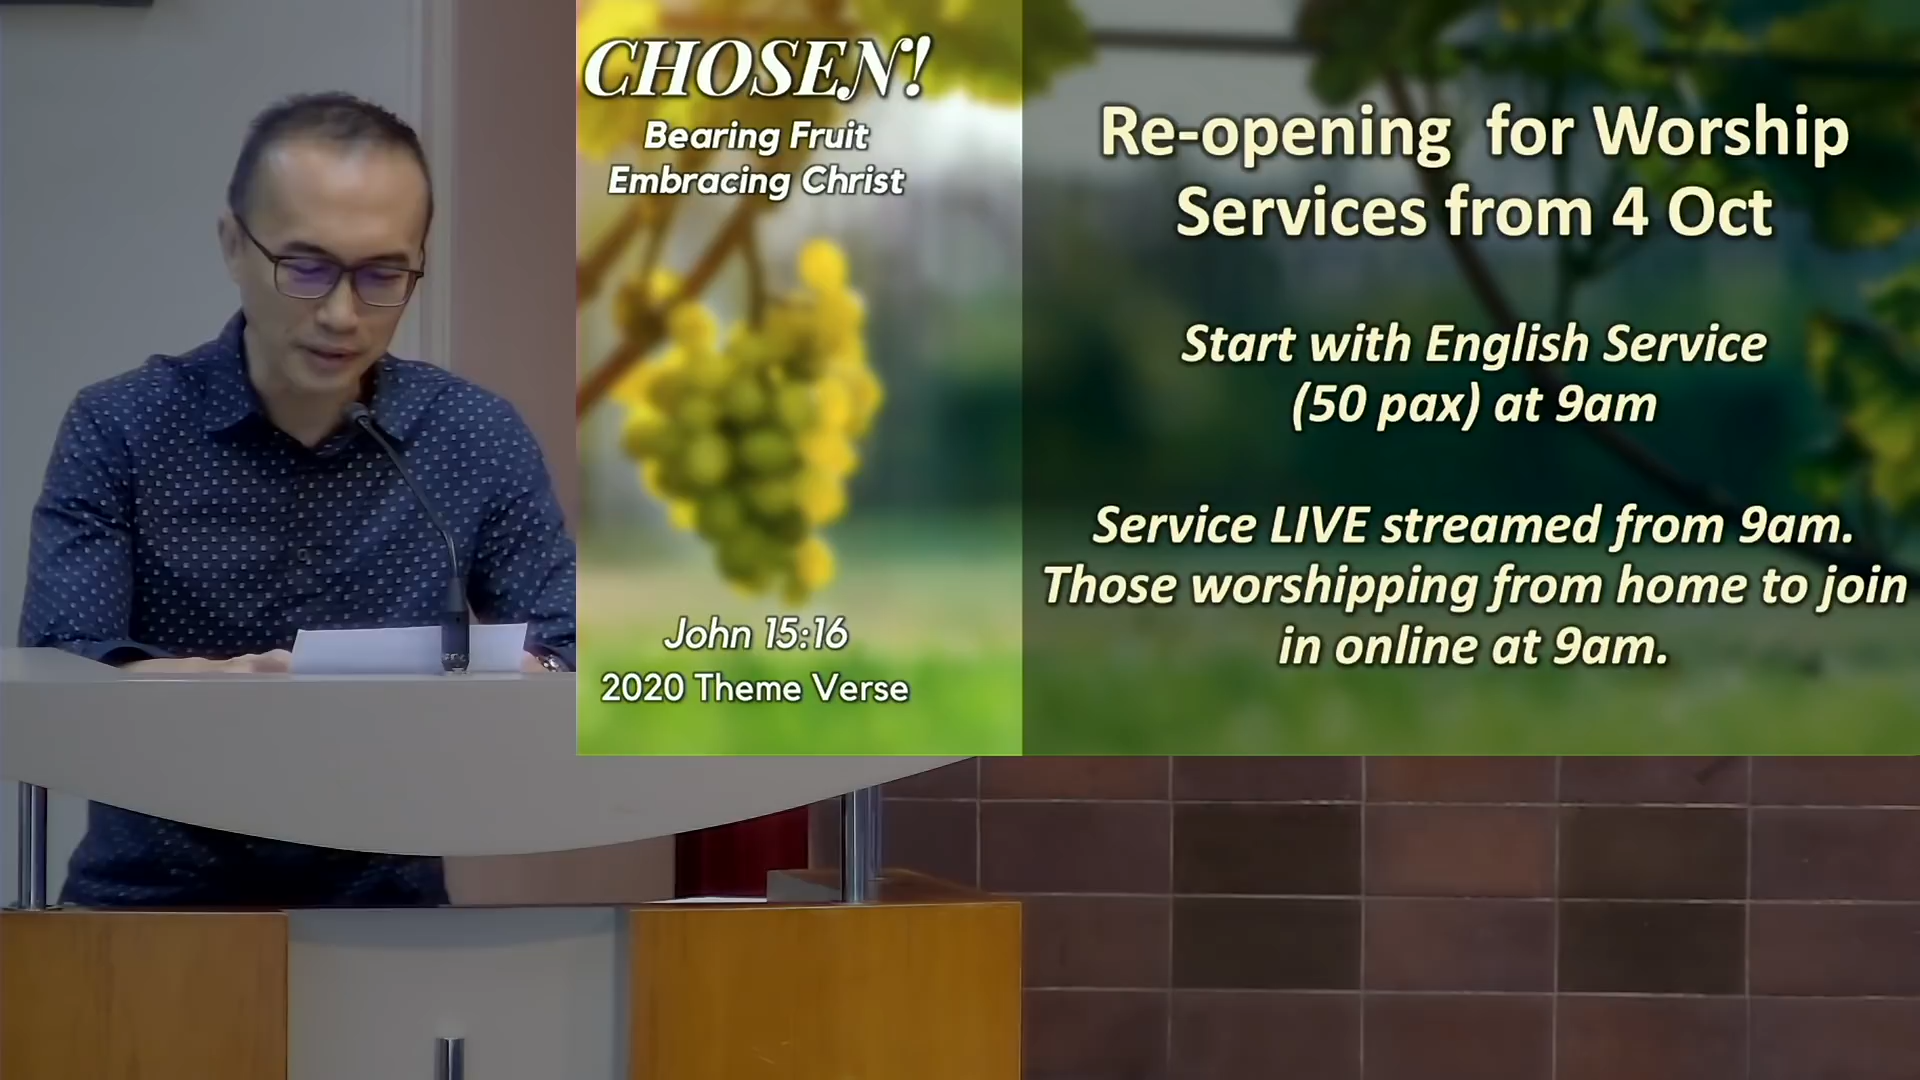 CHOSEN!
Bearing Fruit
Embracing Christ
John 15:16
2020 Theme Verse
Re-opening for Worship
Services from 4 Oct
Start with English Service
(50 pax) at 9am
Service LIVE streamed from 9am.
Those worshipping from home to join
in online at 9am.